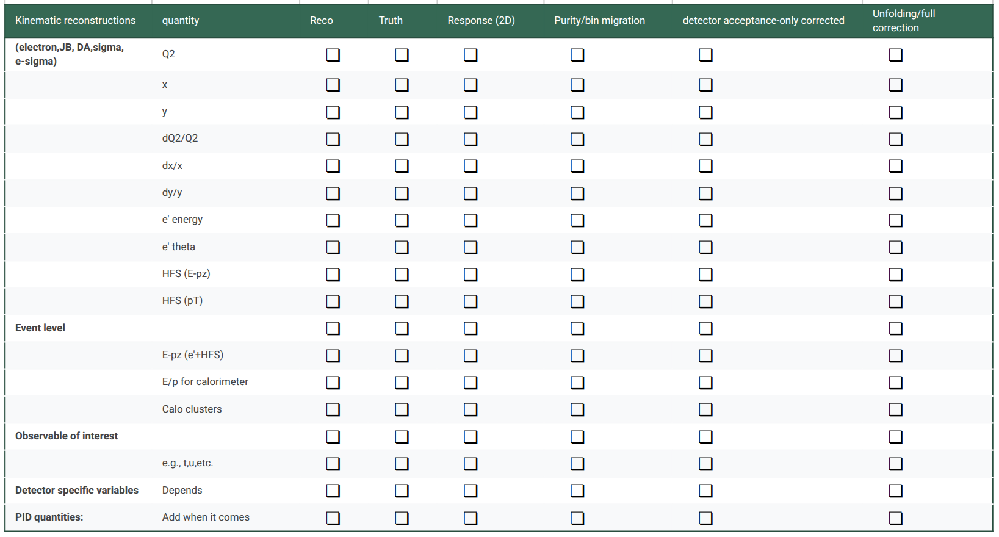 Kinematic reconstructions quantity Reco Truth Response (2D) Purity/bin migration detector acceptance-only corrected Unfolding/full
correction
(electron,JB, DA,sigma,
e-sigma) Q2
x
y
dQ2/Q2
dx/x
dy/y
e' energy
e' theta
HFS (E-pz)
HFS (pT)
Event level
E-pz (e'+HFS)
E/p for calorimeter
Calo clusters
Observable of interest
e.g., t,u,etc.
Detector specific variables Depends
PID quantities: Add when it comes